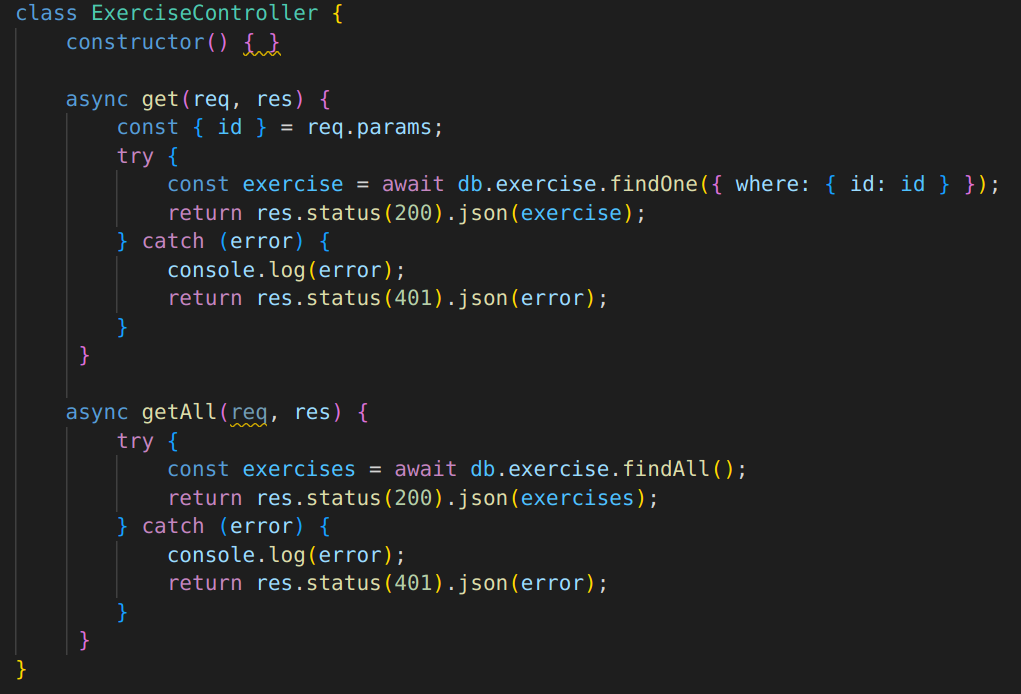 class ExerciseController {
    constructor() { }

    async get(req, res) {
        const { id } = req.params;
        try {
            const exercise = await db.exercise.findOne({ where: { id: id } });
            return res.status(200).json(exercise);
        } catch (error) {
            console.log(error);
            return res.status(401).json(error);
        }
     }

    async getAll(req, res) {
        try {
            const exercises = await db.exercise.findAll();
            return res.status(200).json(exercises);
        } catch (error) {
            console.log(error);
            return res.status(401).json(error);
        }
     }
}